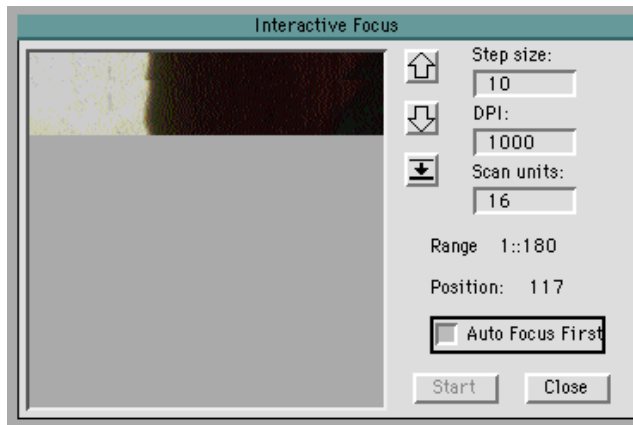 Interactive Focus
Step size:
10
DPI:
1000
Scan units:
16
Range 1::180
Position: 117
Auto Focus First
Start Close